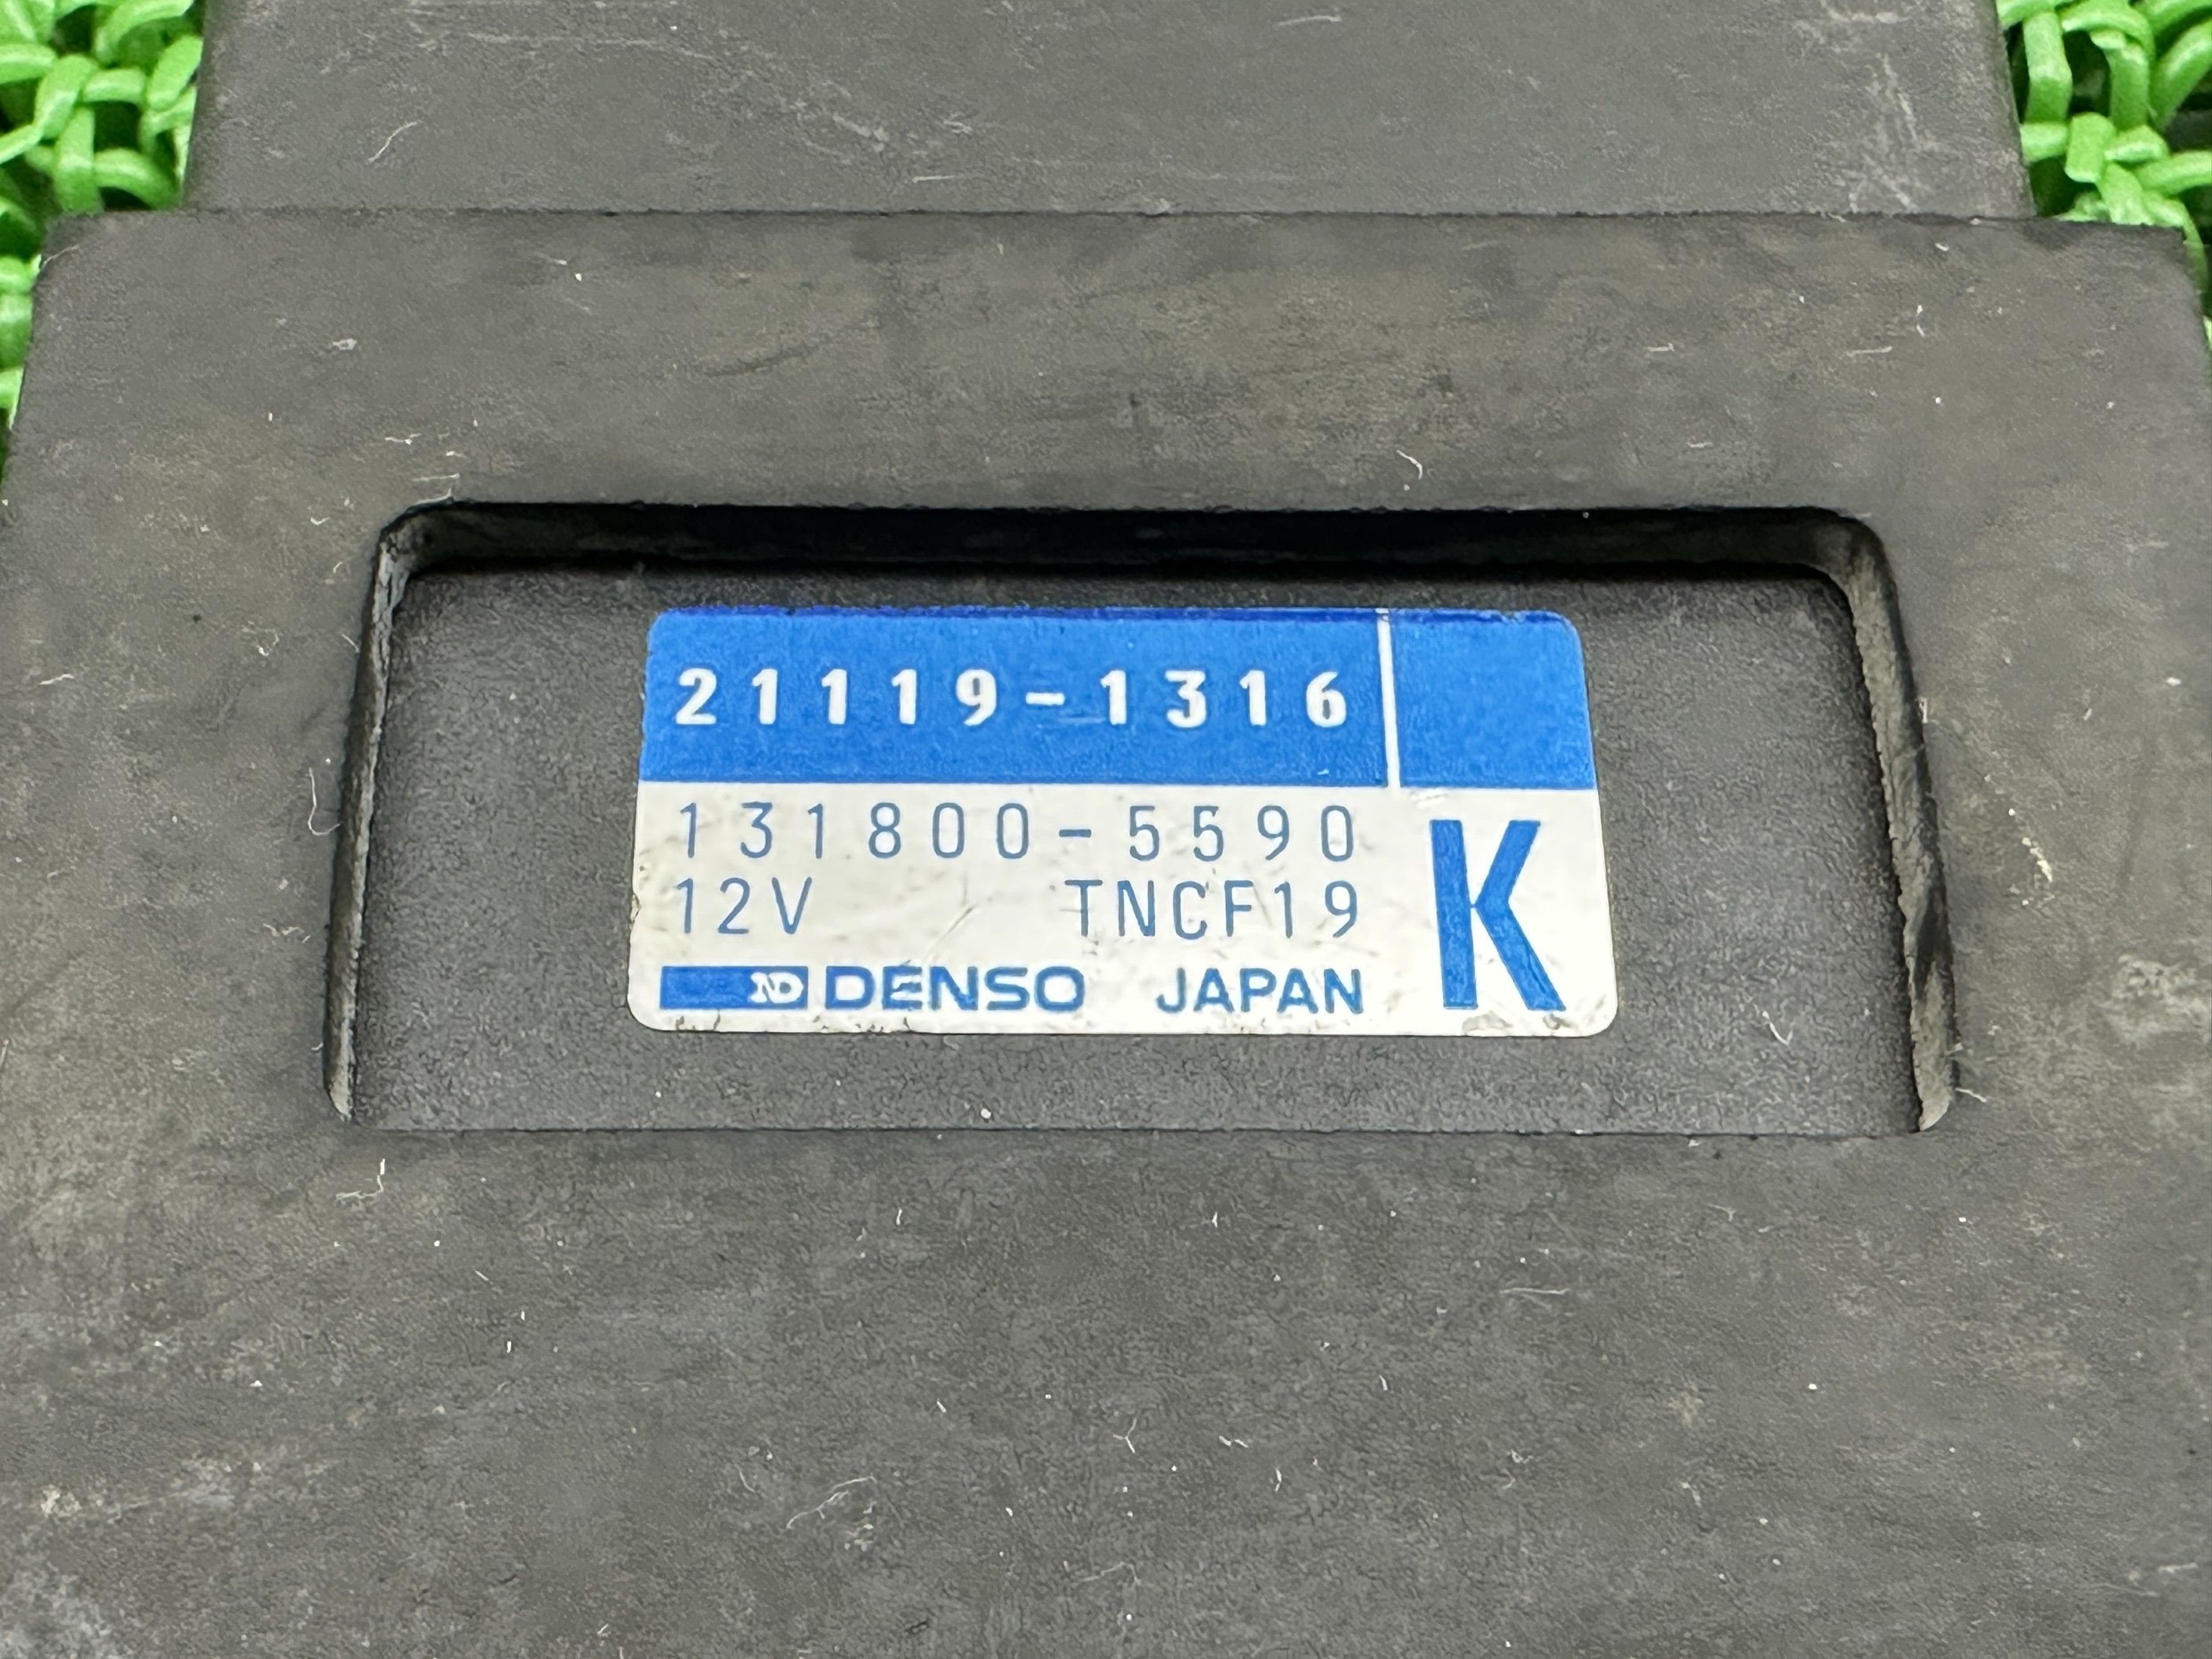 21119-1316
131800-5590
12V TNCF19
ND DENSO JAPAN
K